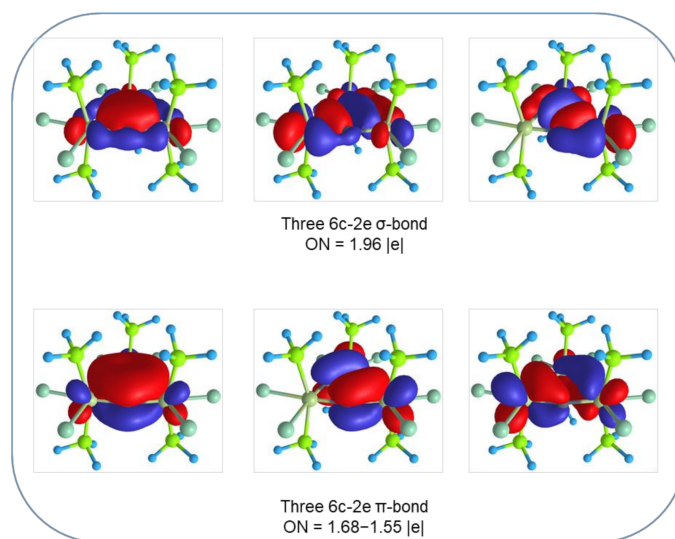 Three 6c-2e σ-bond
ON = 1.96 |e|
Three 6c-2e π-bond
ON = 1.68−1.55 |e|